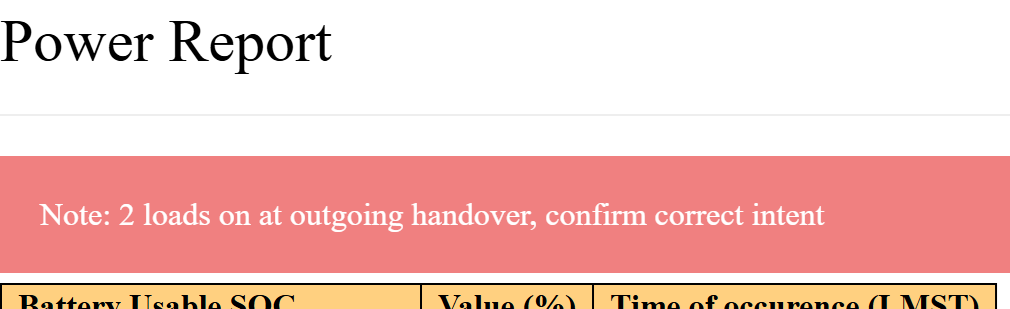 Power Report
Note: 2 loads on at outgoing handover, confirm correct intent
Battery Usable SOC Value (%) Time of occurence (LMST)